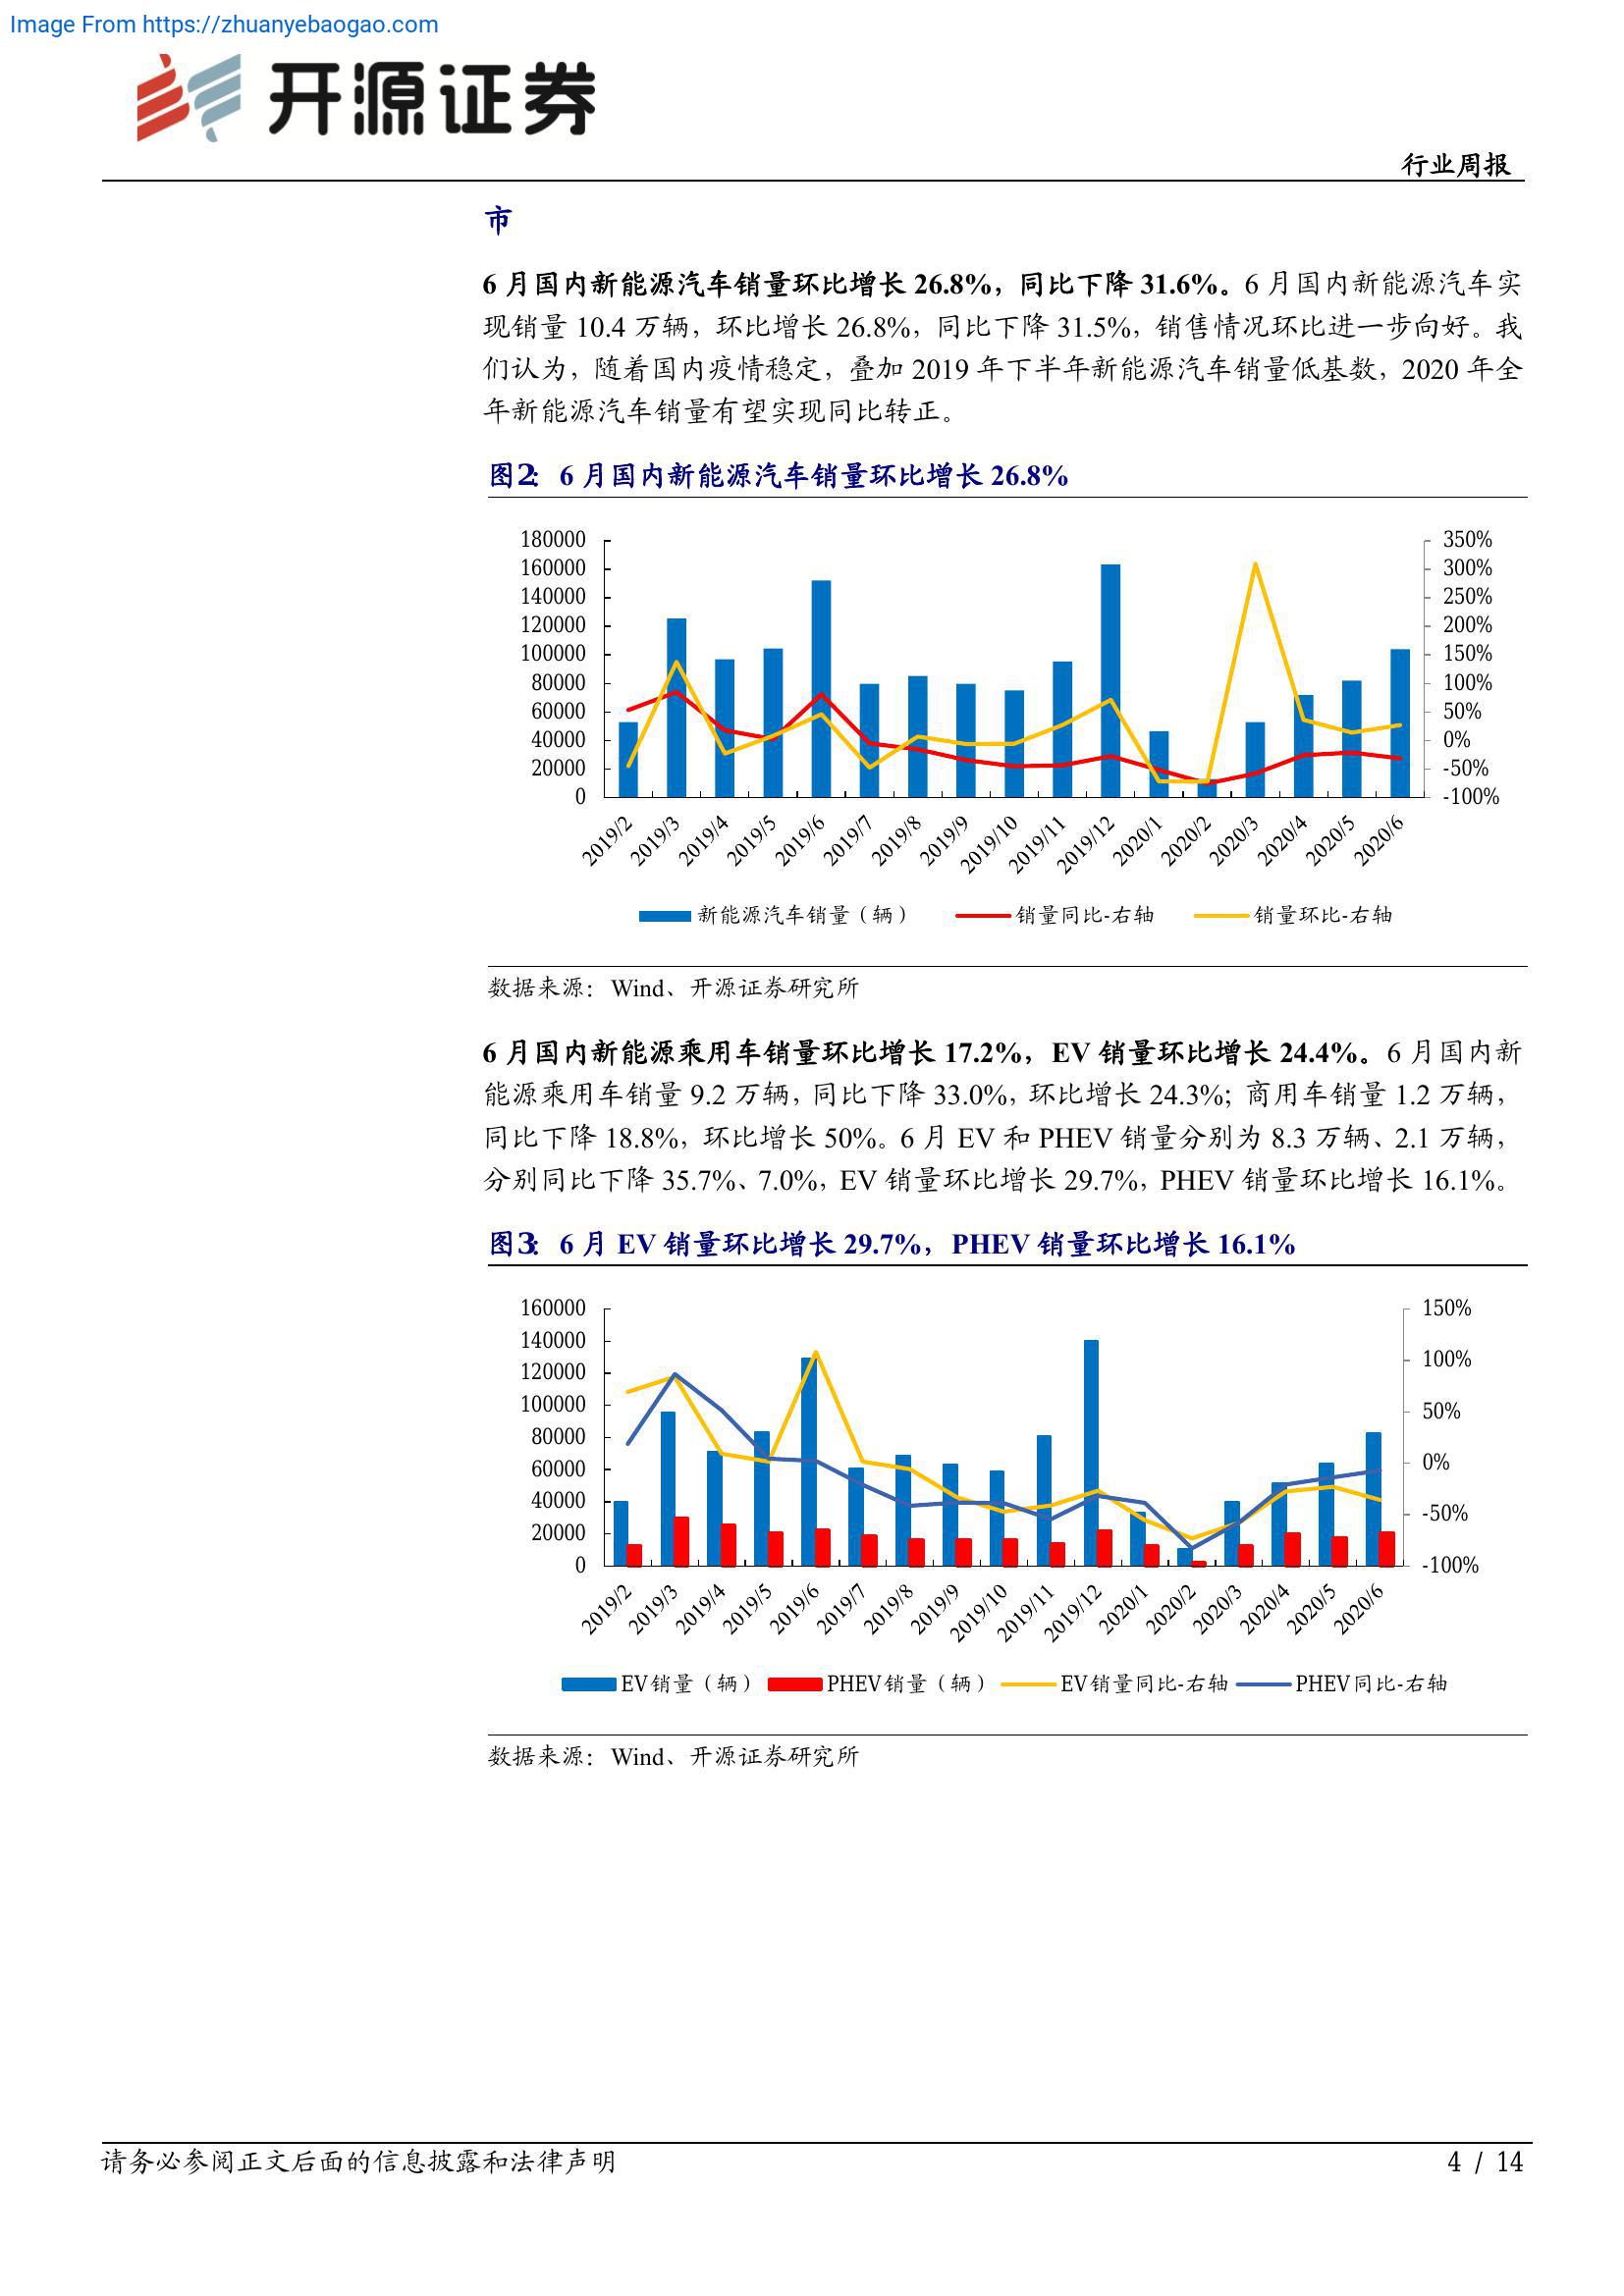 Image From https://zhuanyebaogao.com
开源证券
行业周报
市
6 月国内新能源汽车销量环比增长 26.8%，同比下降 31.6%。6 月国内新能源汽车实
现销量 10.4 万辆，环比增长 26.8%，同比下降 31.5%，销售情况环比进一步向好。我
们认为，随着国内疫情稳定，叠加 2019 年下半年新能源汽车销量低基数，2020 年全
年新能源汽车销量有望实现同比转正。
图2： 6 月国内新能源汽车销量环比增长 26.8%
180000 350%
160000 300%
140000 250%
120000 200%
100000 150%
80000 100%
60000 50%
40000 0%
20000 -50%
0 -100%
2019/2 2019/3 2019/4 2019/5 2019/6 2019/7 2019/8 2019/9 2019/10 2019/11 2019/12 2020/1 2020/2 2020/3 2020/4 2020/5 2020/6
新能源汽车销量（辆） 销量同比-右轴 销量环比-右轴
数据来源：Wind、开源证券研究所
6 月国内新能源乘用车销量环比增长 17.2%，EV 销量环比增长 24.4%。6 月国内新
能源乘用车销量 9.2 万辆，同比下降 33.0%，环比增长 24.3%；商用车销量 1.2 万辆，
同比下降 18.8%，环比增长 50%。6 月 EV 和 PHEV 销量分别为 8.3 万辆、2.1 万辆，
分别同比下降 35.7%、7.0%，EV 销量环比增长 29.7%，PHEV 销量环比增长 16.1%。
图3： 6 月 EV 销量环比增长 29.7%，PHEV 销量环比增长 16.1%
160000 150%
140000
120000 100%
100000 50%
80000
60000 0%
40000 -50%
20000
0 -100%
2019/2 2019/3 2019/4 2019/5 2019/6 2019/7 2019/8 2019/9 2019/10 2019/11 2019/12 2020/1 2020/2 2020/3 2020/4 2020/5 2020/6
EV销量（辆） PHEV销量（辆） EV销量同比-右轴 PHEV同比-右轴
数据来源：Wind、开源证券研究所
请务必参阅正文后面的信息披露和法律声明 4 / 14